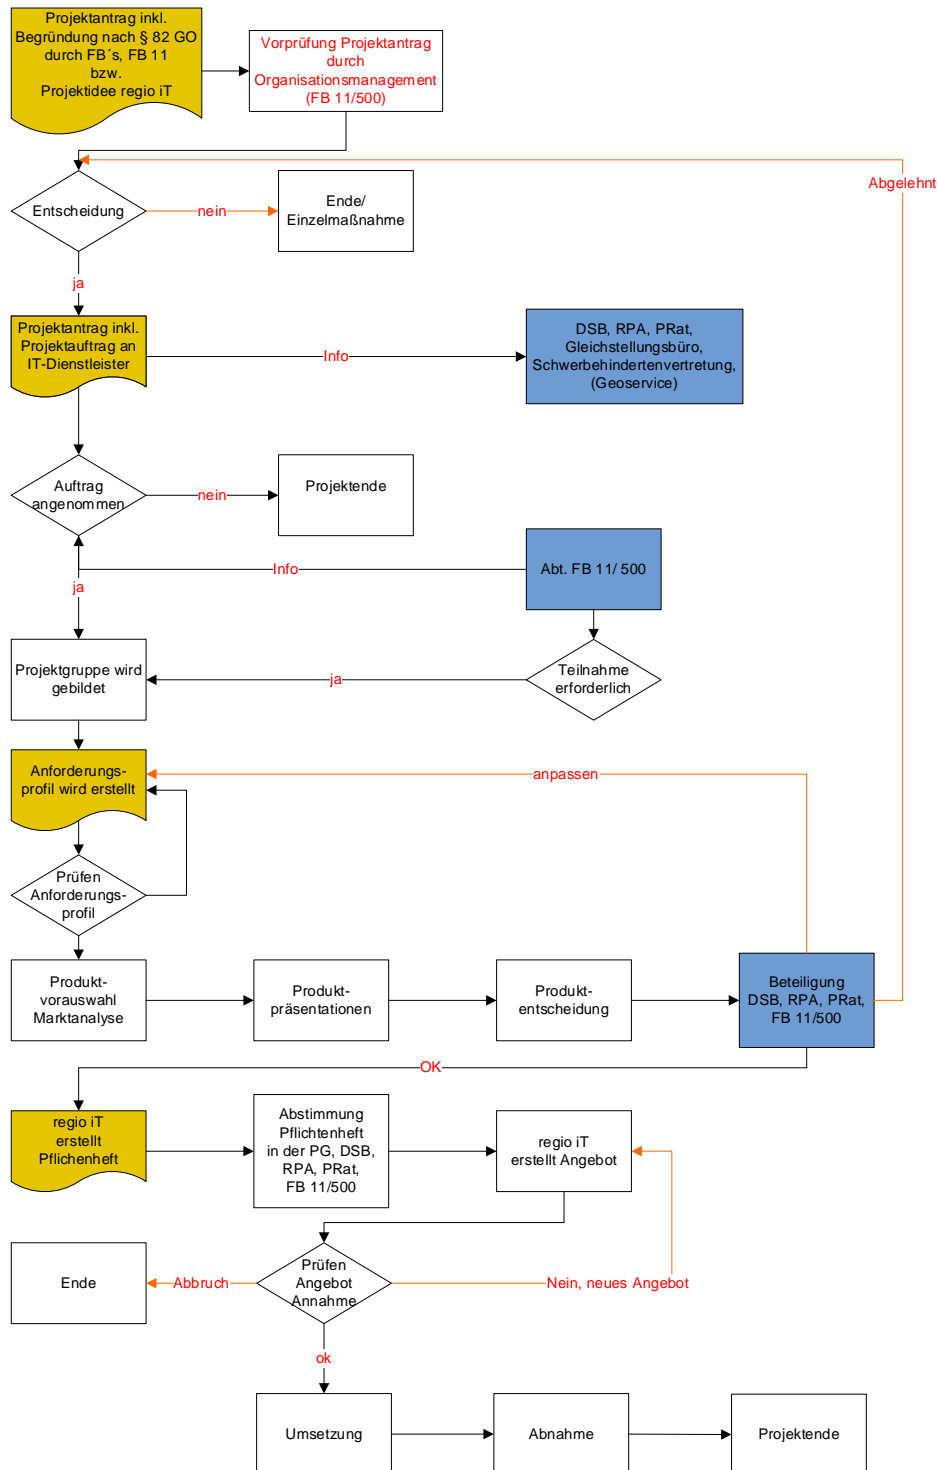 Projektantrag inkl.
Begründung nach § 82 GO
durch FB´s, FB 11
bzw.
Projektidee regio iT
Vorprüfung Projektantrag
durch
Organisationsmanagement
(FB 11/500)
Abgelehnt
Entscheidung
nein
Ende/
Einzelmaßnahme
ja
Projektantrag inkl.
Projektauftrag an
IT-Dienstleister
Info
DSB, RPA, PRat,
Gleichstellungsbüro,
Schwerbehindertenvertretung,
(Geoservice)
Auftrag
angenommen
nein
Projektende
Info
Abt. FB 11/ 500
ja
Projektgruppe wird
gebildet
ja
Teilnahme
erforderlich
Anforderungs-
profil wird erstellt
anpassen
Prüfen
Anforderungs-
profil
Produkt-
vorauswahl
Marktanalyse
Produkt-
präsentationen
Produkt-
entscheidung
Beteiligung
DSB, RPA, PRat,
FB 11/500
OK
regio iT
erstellt
Pflichenheft
Abstimmung
Pflichtenheft
in der PG, DSB,
RPA, PRat,
FB 11/500
regio iT
erstellt Angebot
Ende
Abbruch
Prüfen
Angebot
Annahme
Nein, neues Angebot
ok
Umsetzung
Abnahme
Projektende